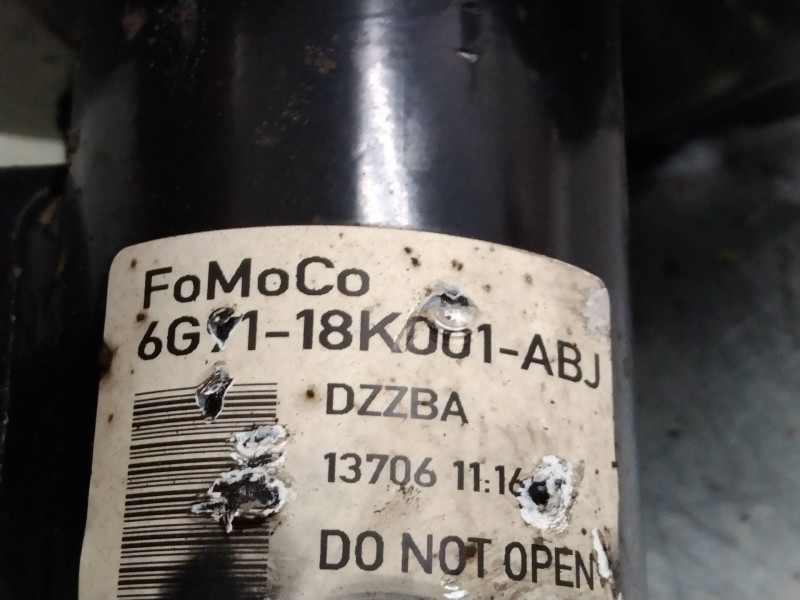 FoMoCo
6G91-18K001-ABJ
DZZBA
13706 11:16
DO NOT OPEN